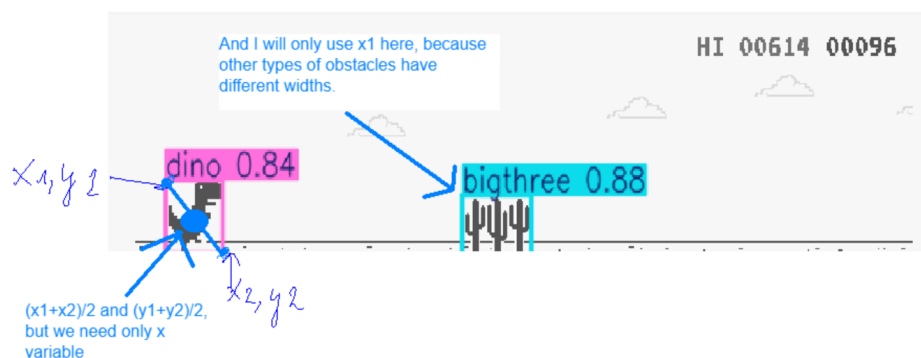 And I will only use x1 here, because
other types of obstacles have
different widths.
HI 00614 00096
dino 0.84
bigthree 0.88
x1, y1
x2, y2
(x1+x2)/2 and (y1+y2)/2,
but we need only x
variable